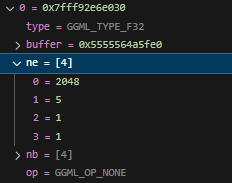 0 = 0x7fff92e6e030
type = GGML_TYPE_F32
buffer = 0x5555564a5fe0
ne = [4]
0 = 2048
1 = 5
2 = 1
3 = 1
nb = [4]
op = GGML_OP_NONE